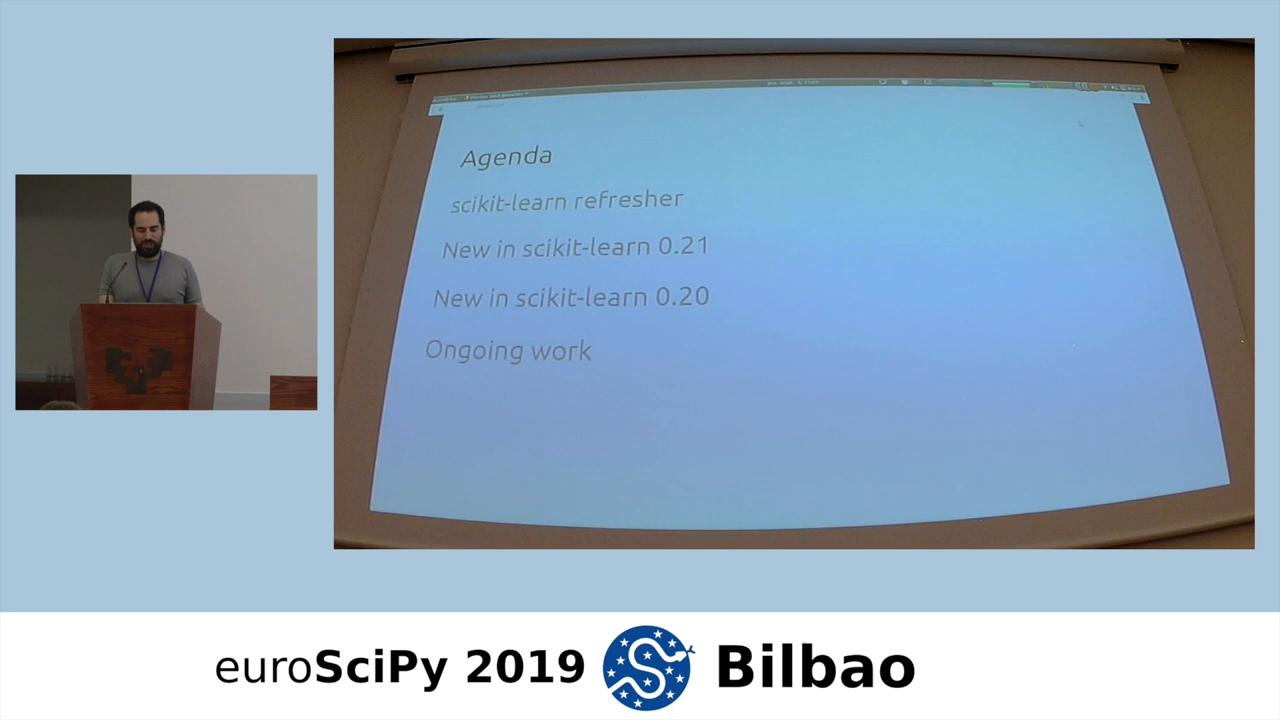 Agenda
scikit-learn refresher
New in scikit-learn 0.21
New in scikit-learn 0.20
Ongoing work
euroSciPy 2019 Bilbao